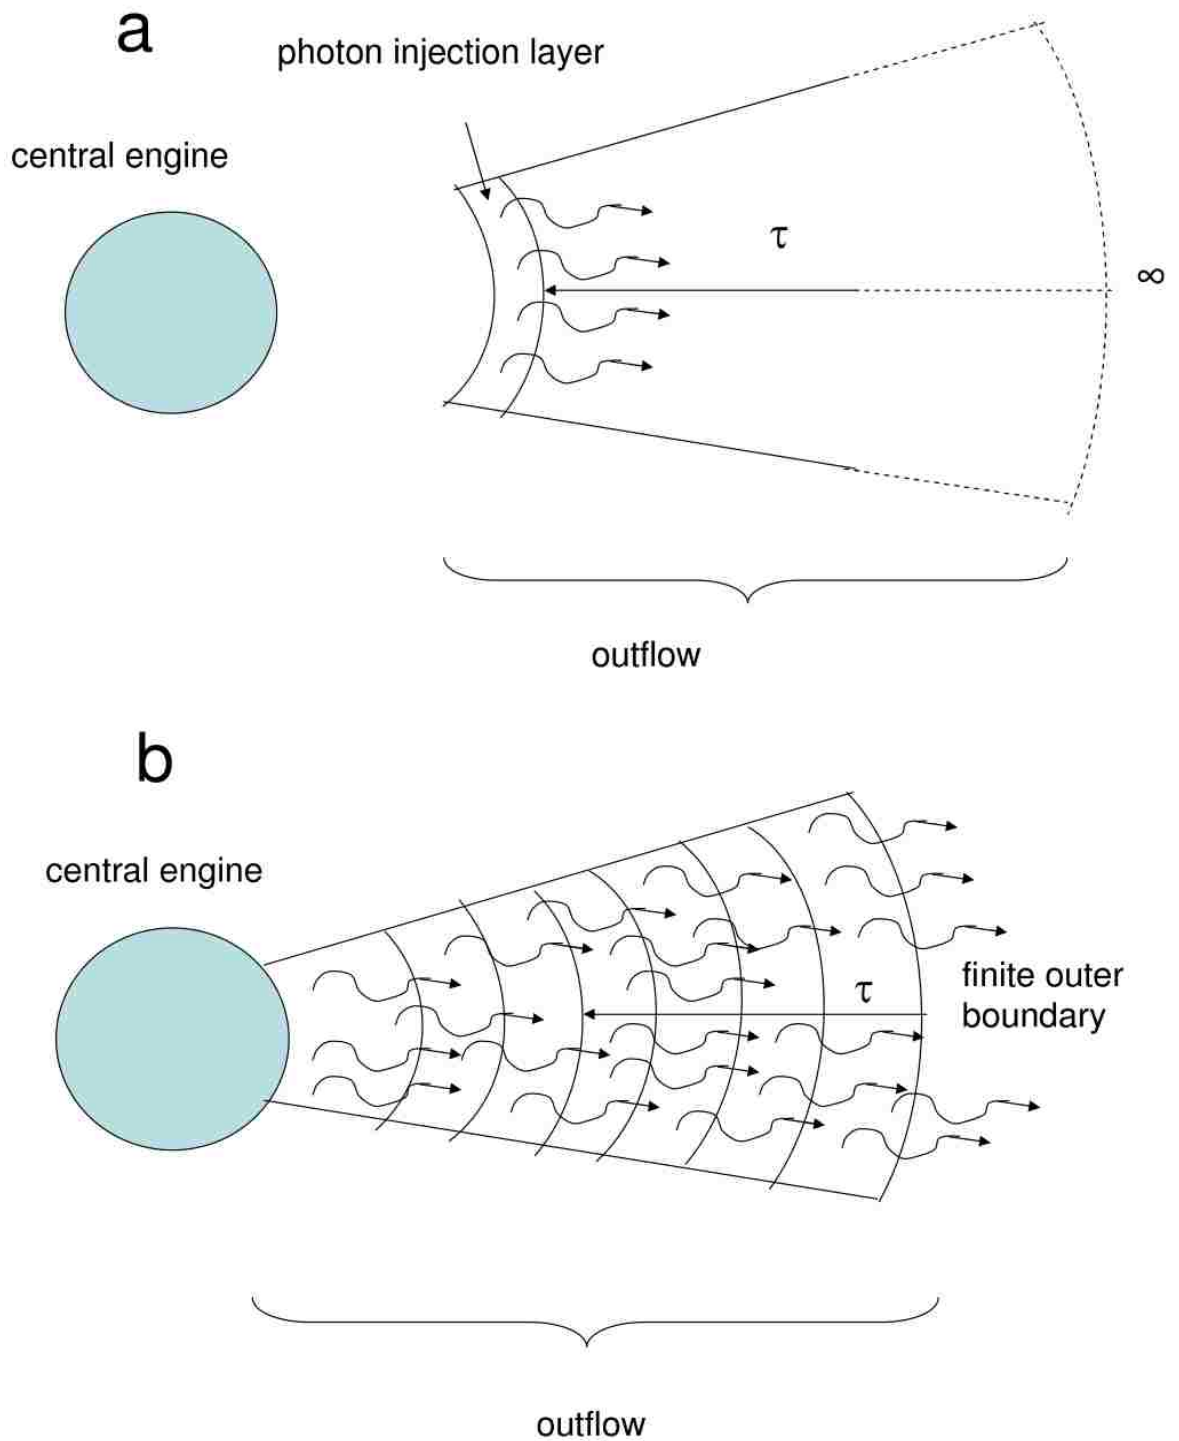 a
photon injection layer
central engine
τ
∞
outflow
b
central engine
τ
finite outer
boundary
outflow